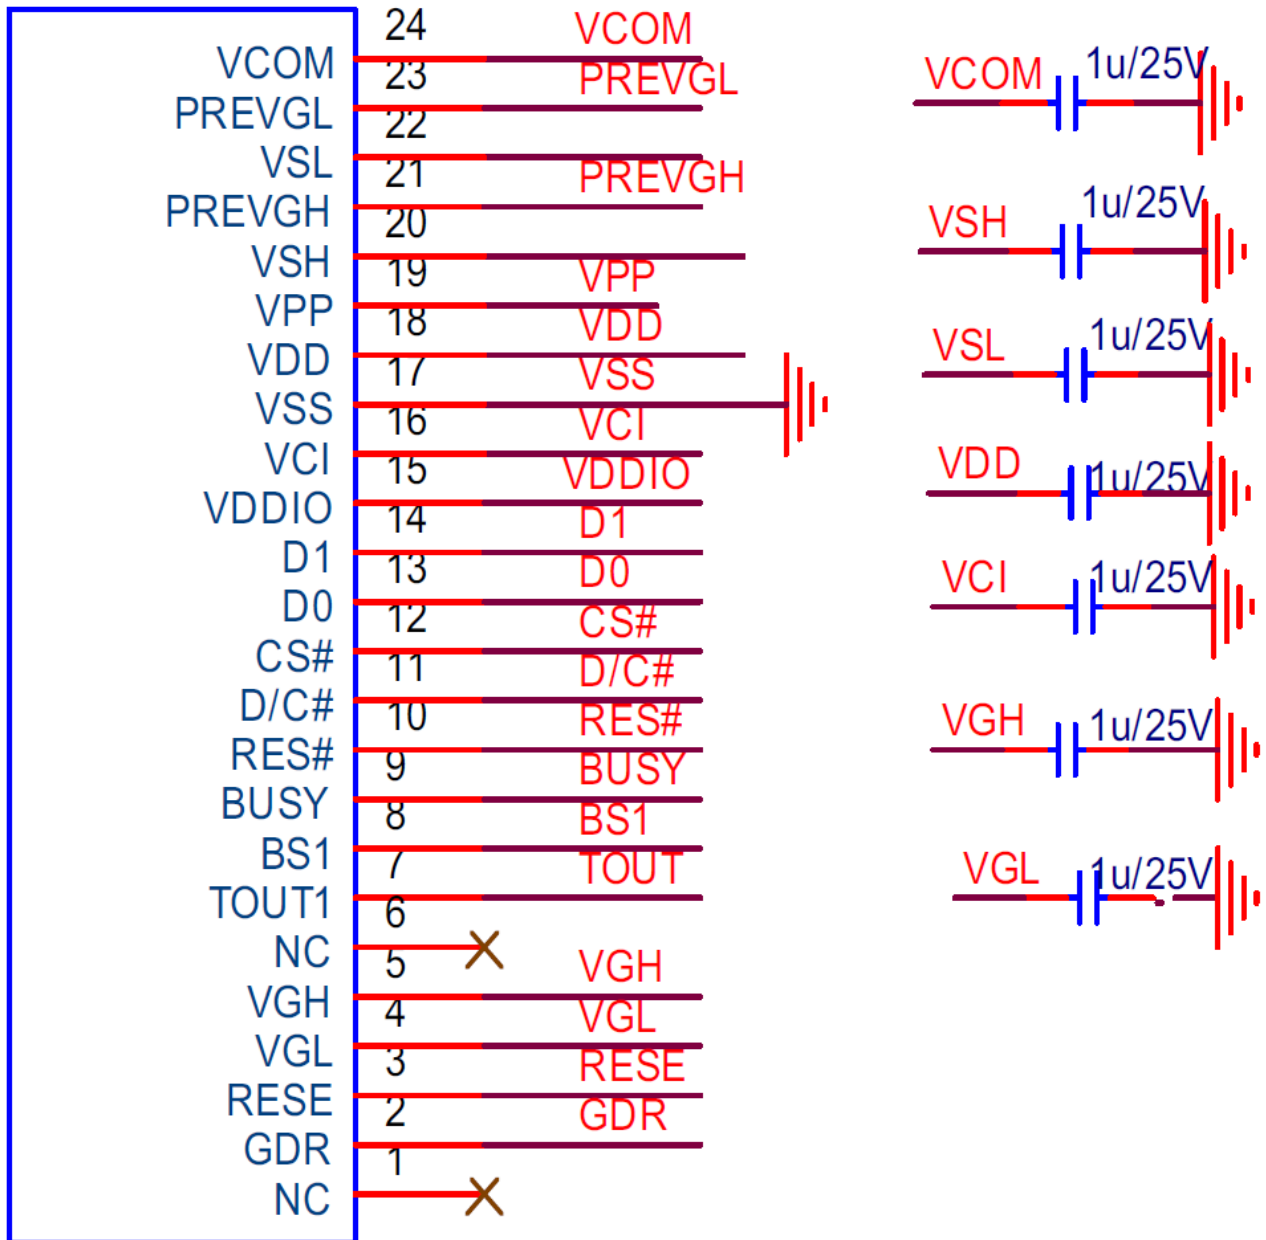 24 VCOM
VCOM
23 PREVGL
PREVGL
22
VSL
21 PREVGH
PREVGH
20
VSH
19 VPP
VPP
18 VDD
VDD
17 VSS
VSS
16 VCI
VCI
15 VDDIO
VDDIO
14 D1
D1
13 D0
D0
12 CS#
CS#
11 D/C#
D/C#
10 RES#
RES#
9 BUSY
BUSY
8 BS1
BS1
7 TOUT
TOUT1
6
NC
5 VGH
VGH
4 VGL
VGL
3 RESE
RESE
2 GDR
GDR
1
NC
VCOM 1u/25V
VSH 1u/25V
VSL 1u/25V
VDD 1u/25V
VCI 1u/25V
VGH 1u/25V
VGL 1u/25V